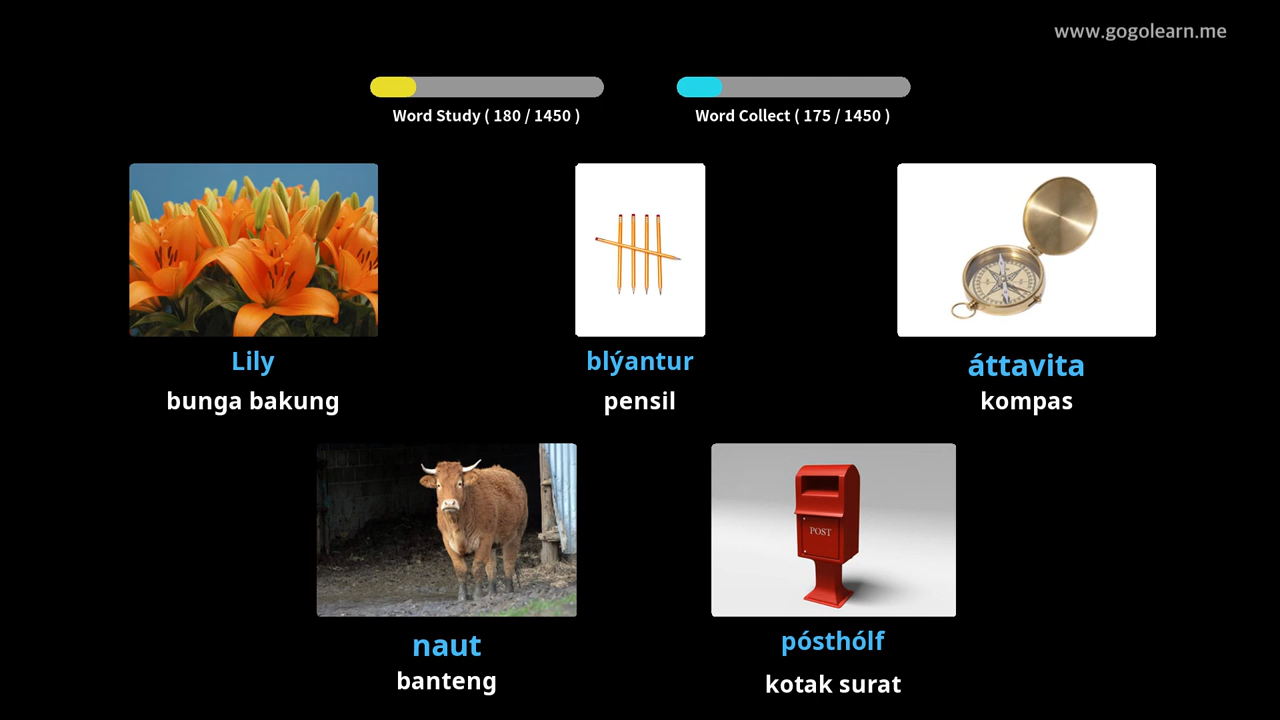 www.gogolearn.me
Word Study ( 180 / 1450 )
Word Collect ( 175 / 1450 )
Lily
bunga bakung
blýantur
pensil
áttavita
kompas
naut
banteng
POST
pósthólf
kotak surat